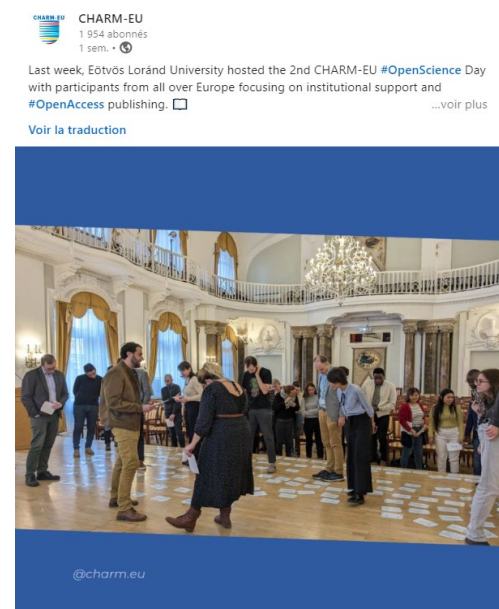 CHARM-EU
CHARM-EU
1 954 abonnés
1 sem. •
Last week, Eötvös Loránd University hosted the 2nd CHARM-EU #OpenScience Day
with participants from all over Europe focusing on institutional support and
#OpenAccess publishing. 📖 ...voir plus
Voir la traduction
@charm.eu